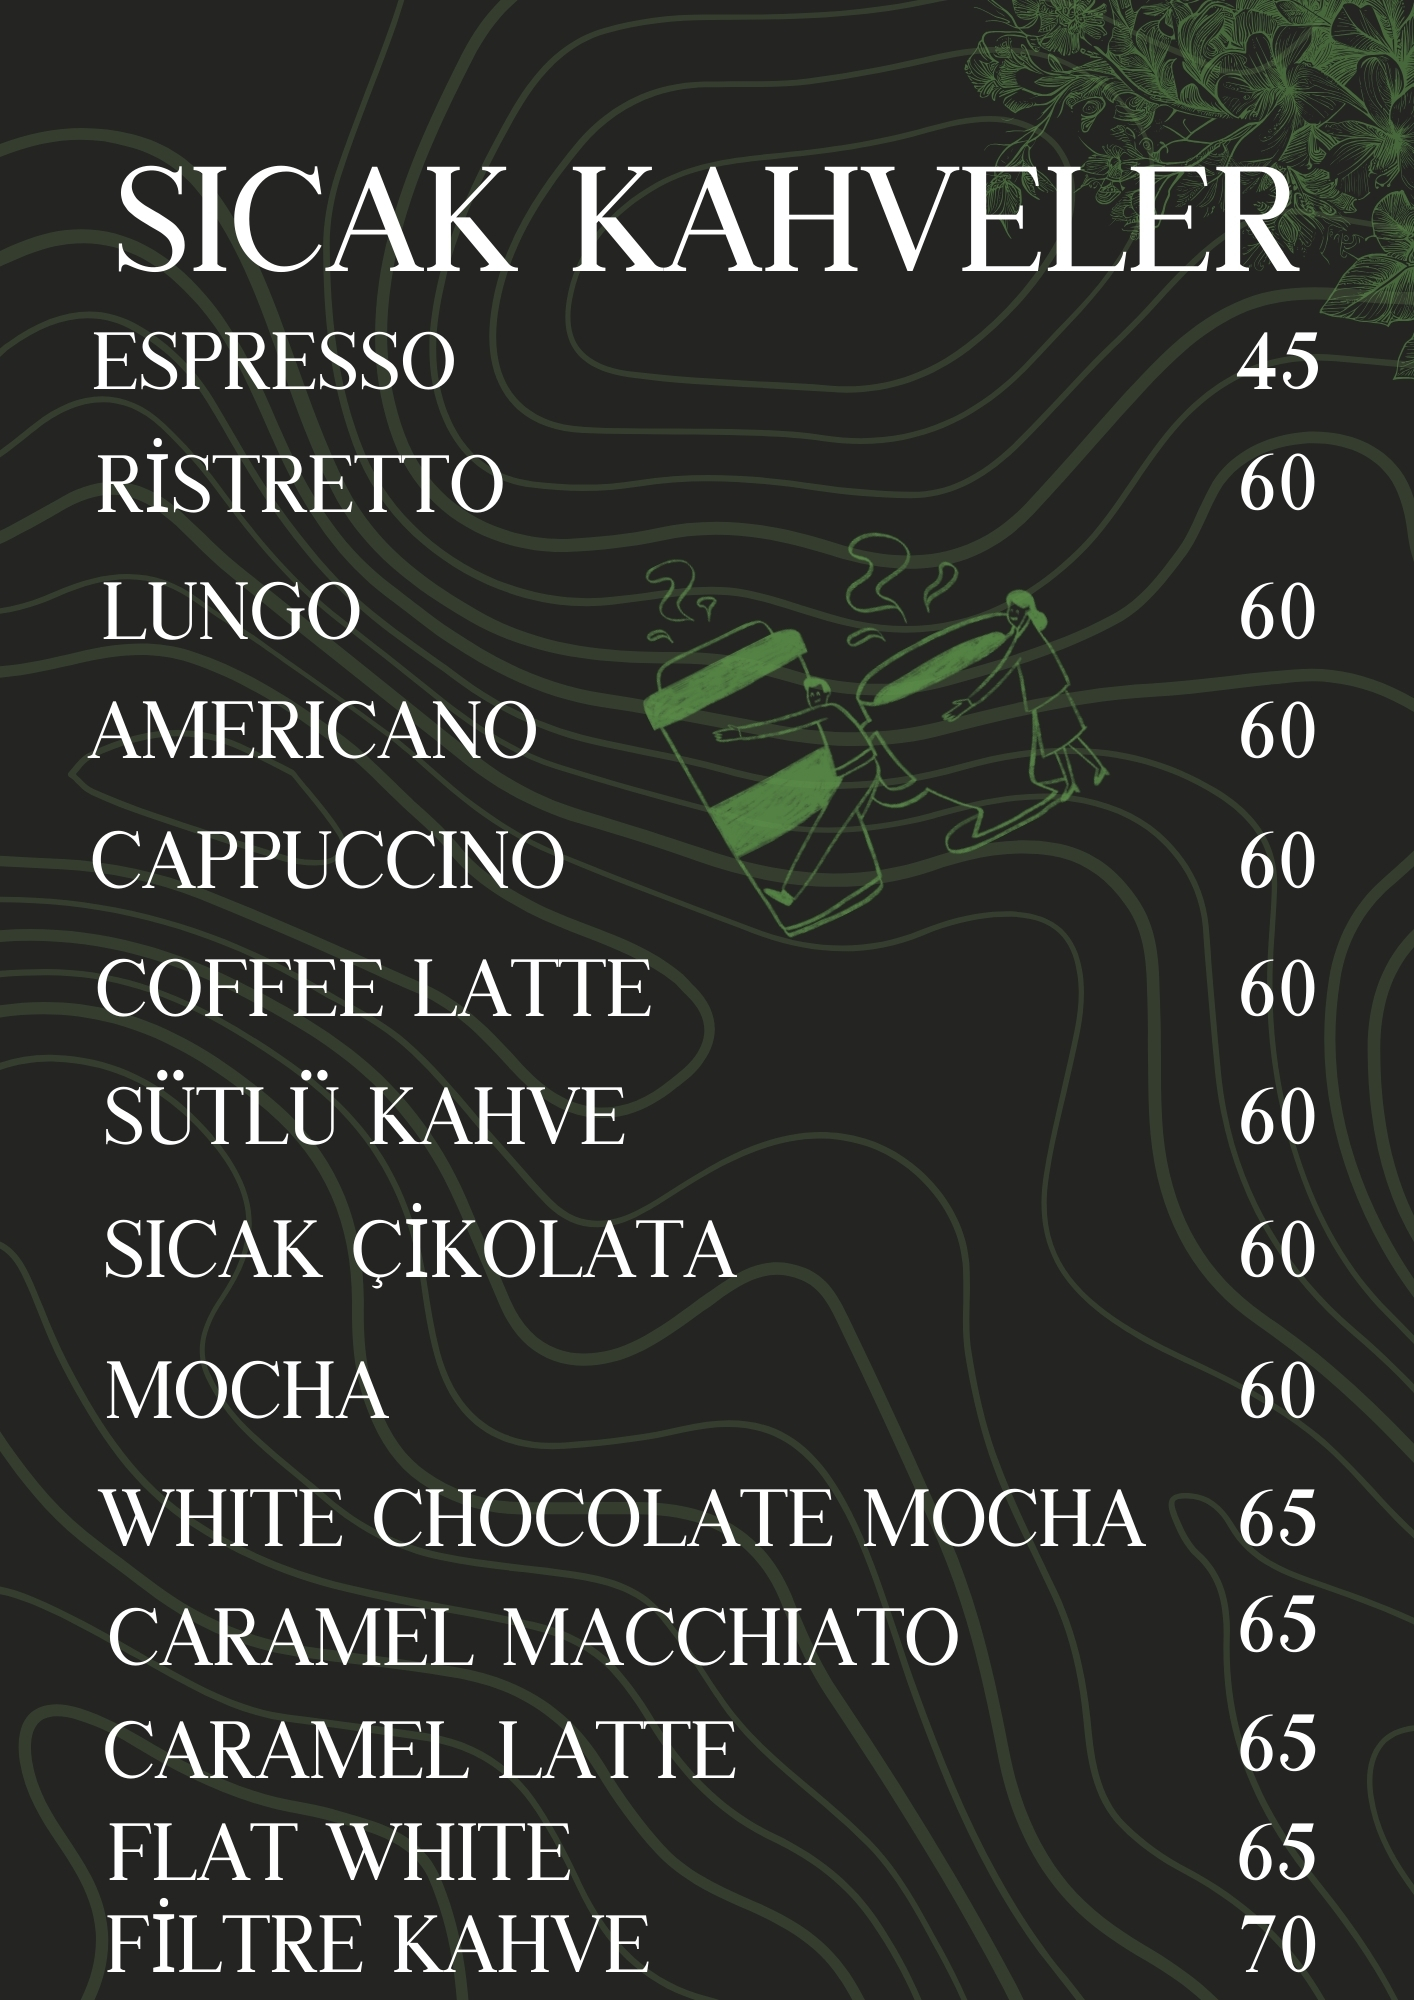 SICAK KAHVELER
ESPRESSO 45
RİSTRETTO 60
LUNGO 60
AMERICANO 60
CAPPUCCINO 60
COFFEE LATTE 60
SÜTLÜ KAHVE 60
SICAK ÇİKOLATA 60
MOCHA 60
WHITE CHOCOLATE MOCHA 65
CARAMEL MACCHIATO 65
CARAMEL LATTE 65
FLAT WHITE 65
FİLTRE KAHVE 70